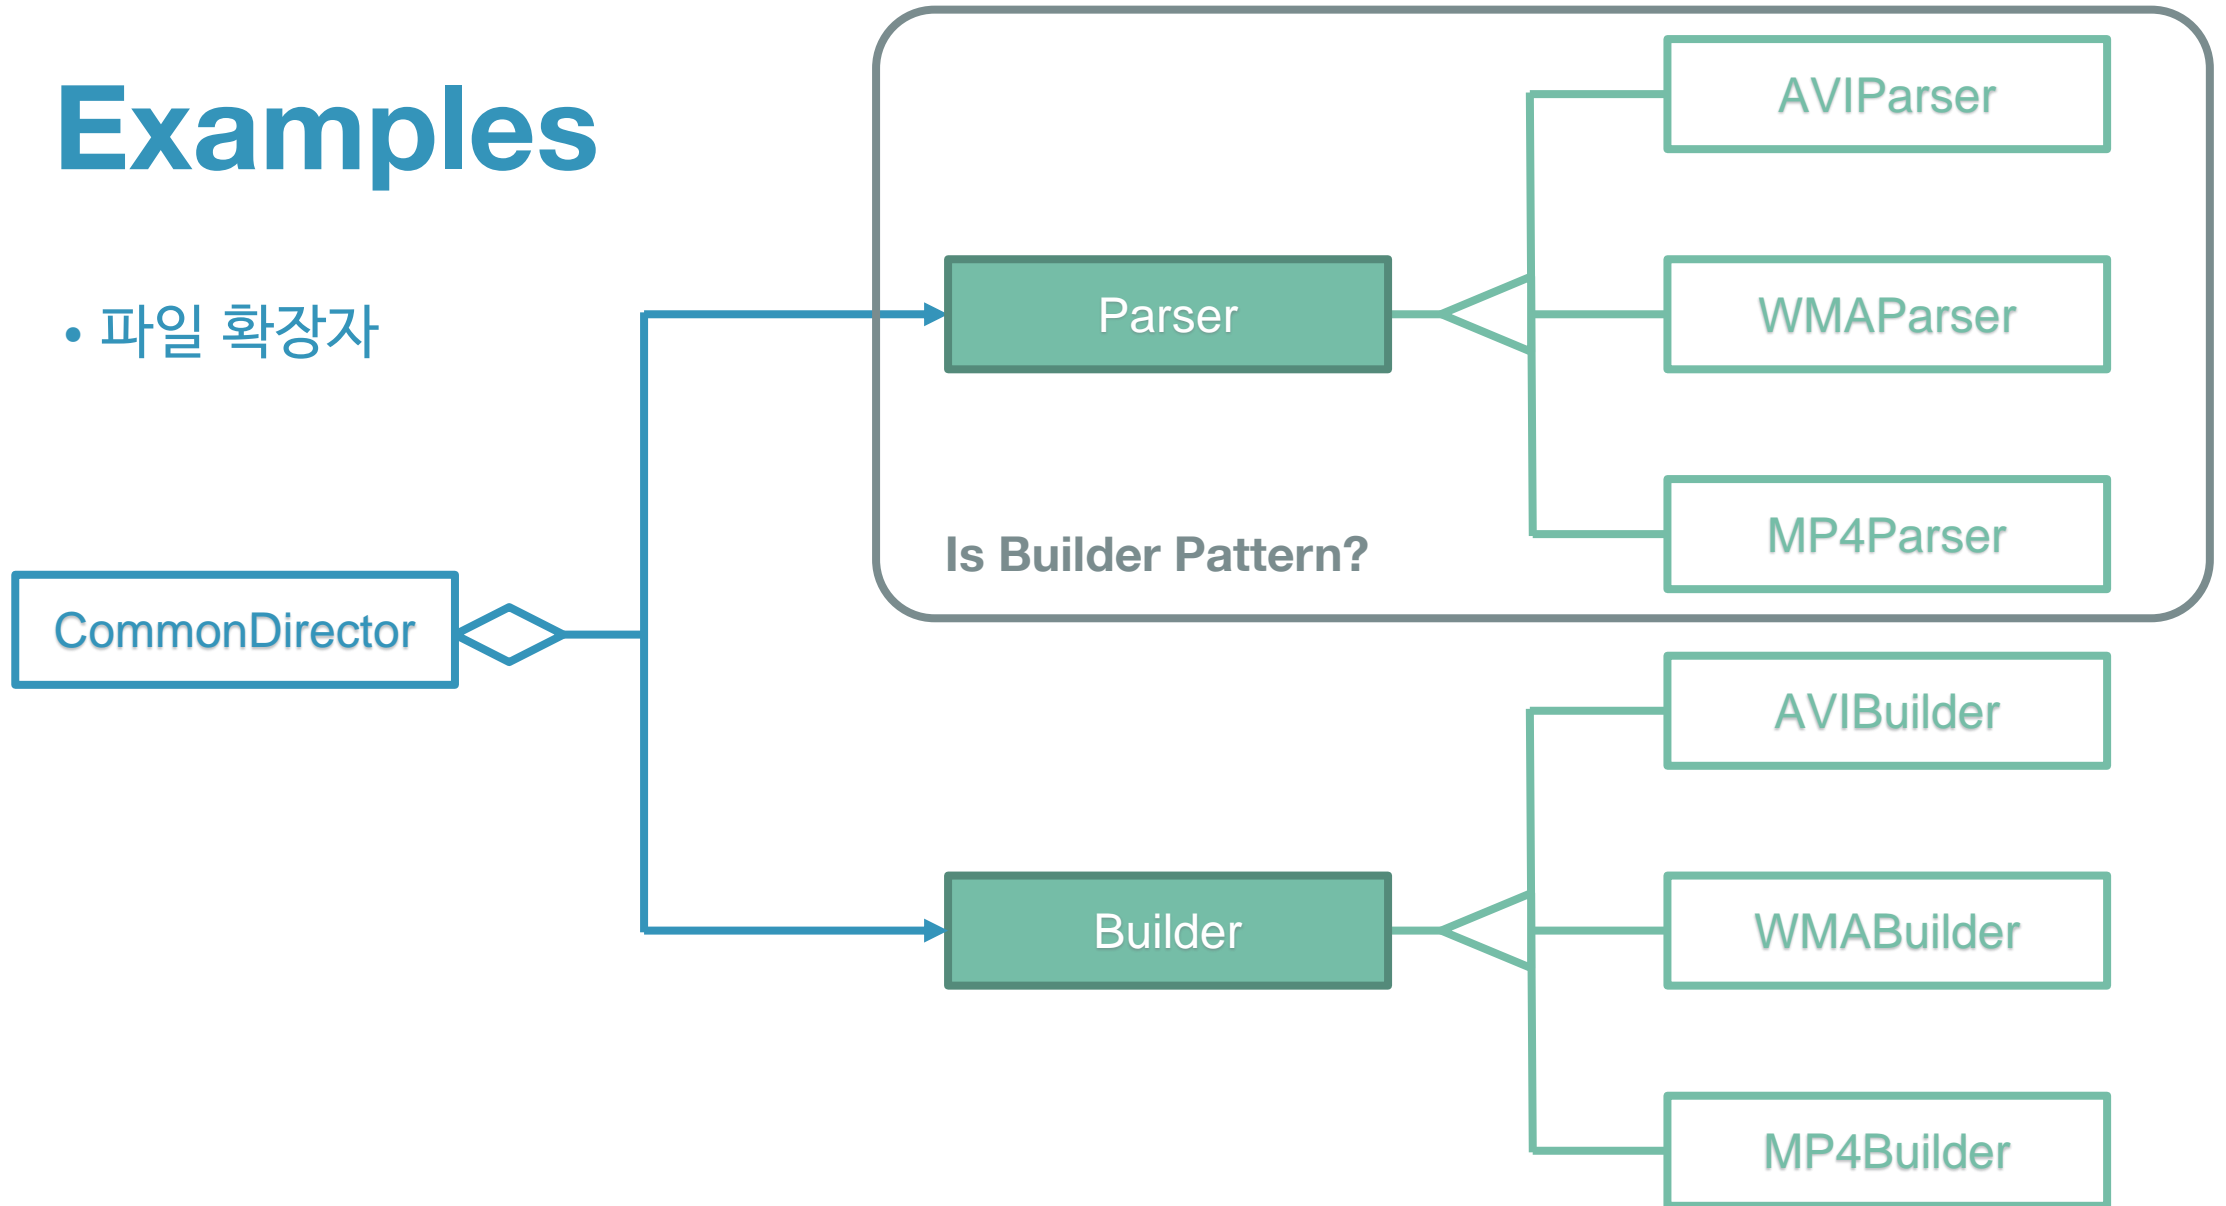 Examples
• 파일 확장자
AVIParser
Parser
WMAParser
Is Builder Pattern?
MP4Parser
CommonDirector
AVIBuilder
Builder
WMABuilder
MP4Builder